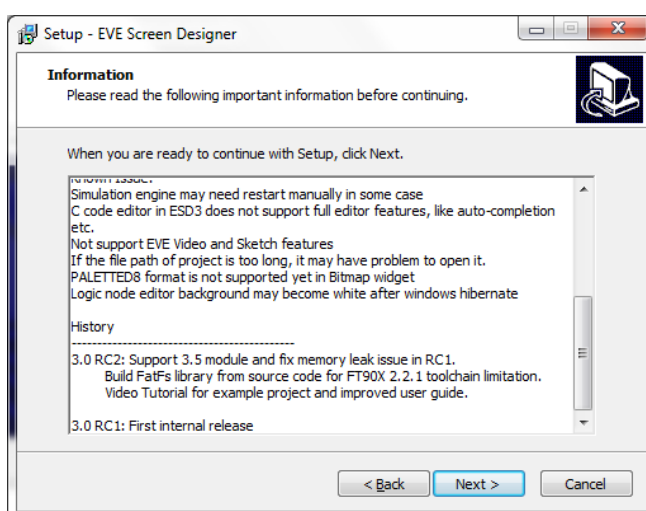 Setup - EVE Screen Designer
Information
Please read the following important information before continuing.
When you are ready to continue with Setup, click Next.
Known Issue:
Simulation engine may need restart manually in some case
C code editor in ESD3 does not support full editor features, like auto-completion
etc.
Not support EVE Video and Sketch features
If the file path of project is too long, it may have problem to open it.
PALETTED8 format is not supported yet in Bitmap widget
Logic node editor background may become white after windows hibernate
History
-------------------------------------------
3.0 RC2: Support 3.5 module and fix memory leak issue in RC1.
Build FatFs library from source code for FT90X 2.2.1 toolchain limitation.
Video Tutorial for example project and improved user guide.
3.0 RC1: First internal release
< Back
Next >
Cancel